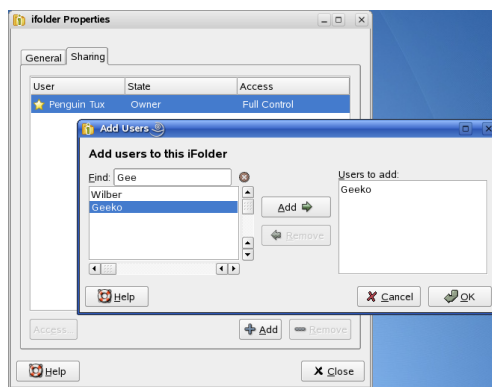 ifolder Properties
General Sharing
User State Access
Penguin Tux Owner Full Control
Add Users
Add users to this iFolder
Find: Gee
Users to add:
Wilber
Geeko
Geeko
Add
Remove
Help Cancel OK
Access... Add Remove
Help Close